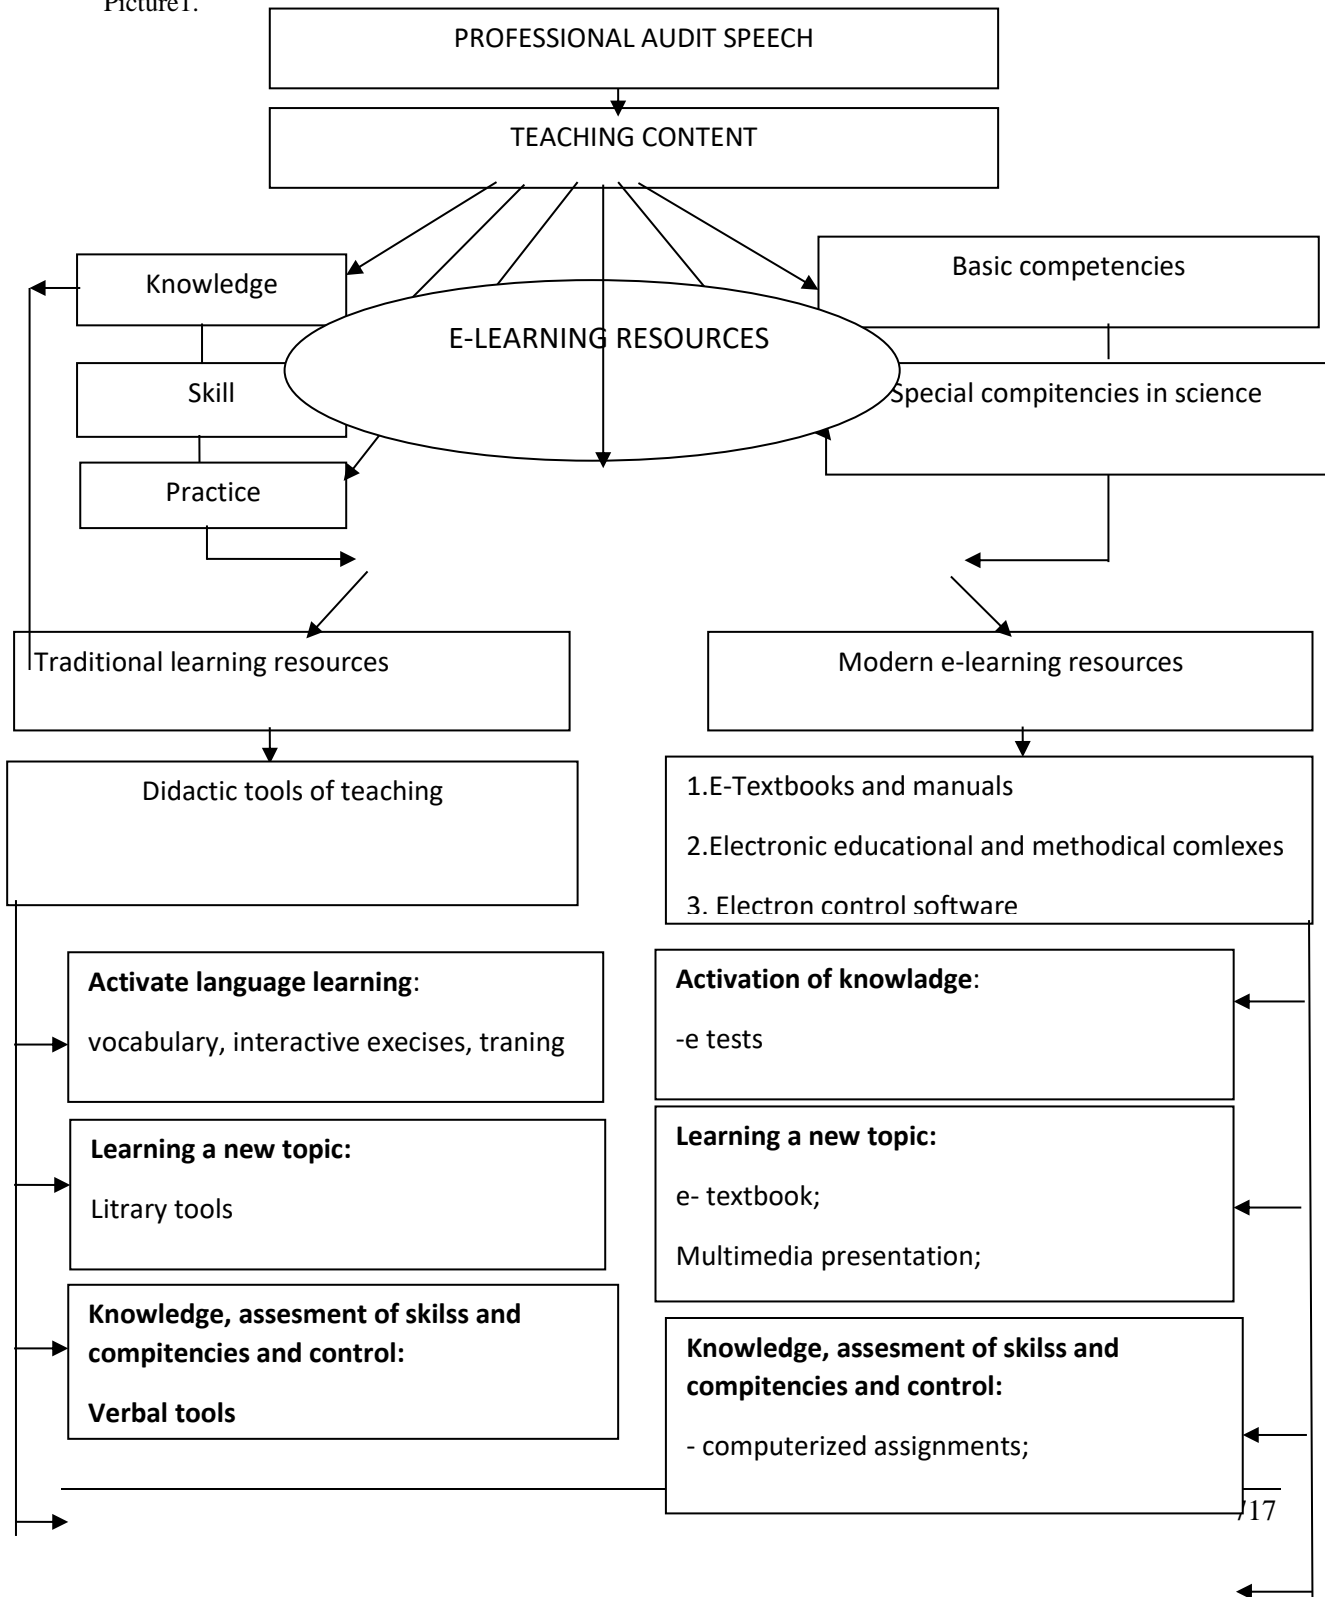 Picture1.
PROFESSIONAL AUDIT SPEECH
TEACHING CONTENT
Knowledge
Basic competencies
E-LEARNING RESOURCES
Skill
Special compitencies in science
Practice
Traditional learning resources
Modern e-learning resources
Didactic tools of teaching
1.E-Textbooks and manuals
2.Electronic educational and methodical comlexes
3. Electron control software
Activate language learning:
vocabulary, interactive execises, traning
Learning a new topic:
Litrary tools
Knowledge, assesment of skilss and
compitencies and control:
Verbal tools
Activation of knowladge:
-e tests
Learning a new topic:
e- textbook;
Multimedia presentation;
Knowledge, assesment of skilss and
compitencies and control:
- computerized assignments;
717